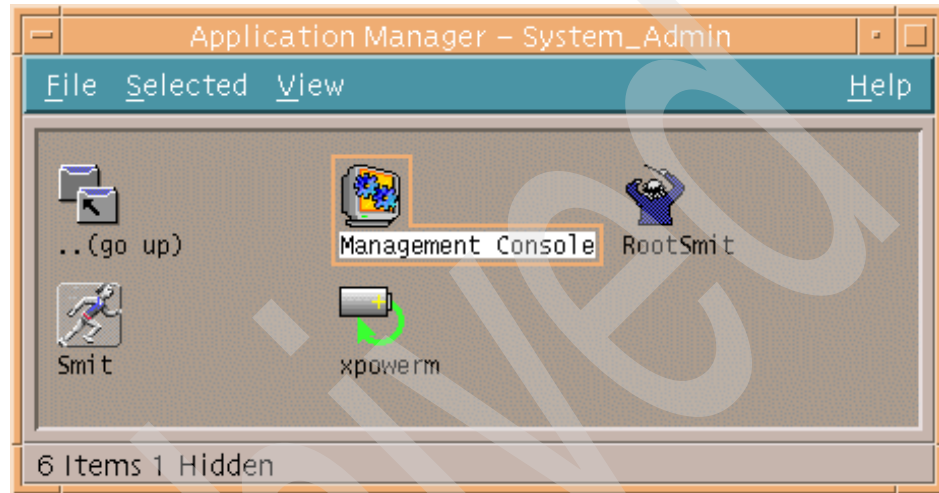 Application Manager – System_Admin
File Selected View Help
..(go up) Management Console RootSmit
Smit xpowerm
6 Items 1 Hidden